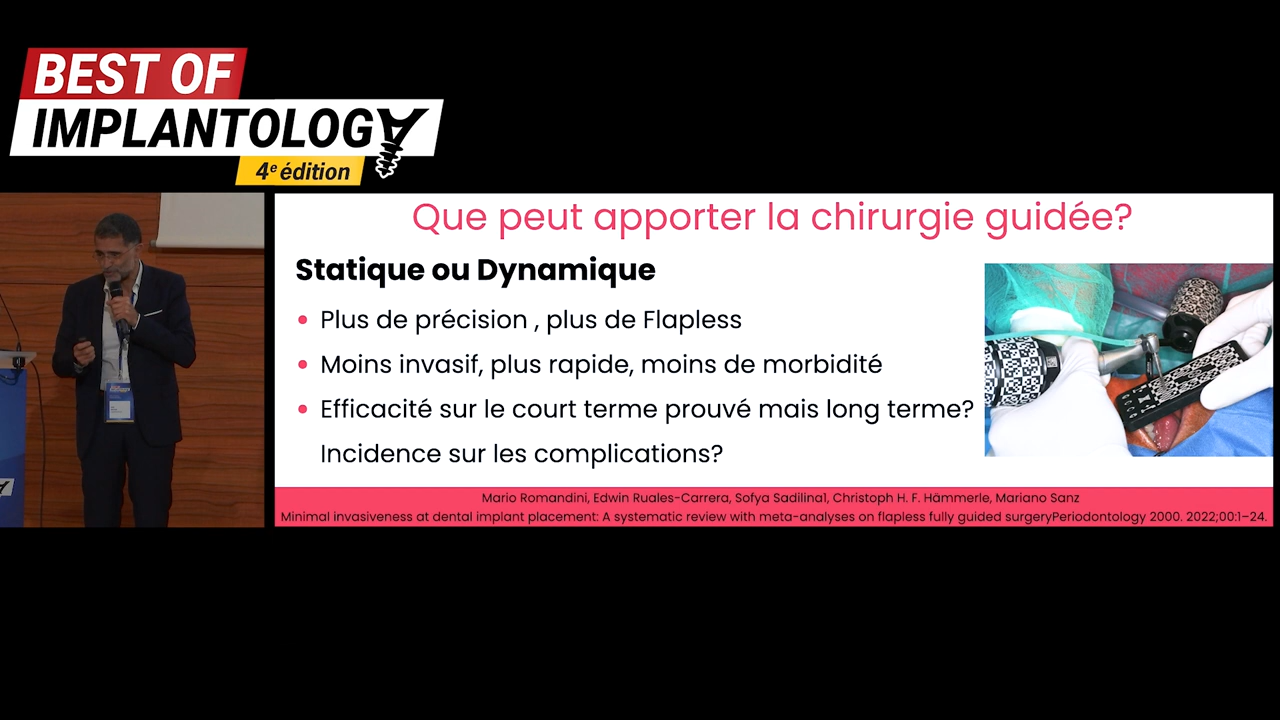 BEST OF
IMPLANTOLOGY
4e édition
Que peut apporter la chirurgie guidée?
Statique ou Dynamique
Plus de précision , plus de Flapless
Moins invasif, plus rapide, moins de morbidité
Efficacité sur le court terme prouvé mais long terme?
Incidence sur les complications?
Mario Romandini, Edwin Ruales-Carrera, Sofya Sadilina1, Christoph H. F. Hämmerle, Mariano Sanz
Minimal invasiveness at dental implant placement: A systematic review with meta-analyses on flapless fully guided surgeryPeriodontology 2000. 2022;00:1–24.